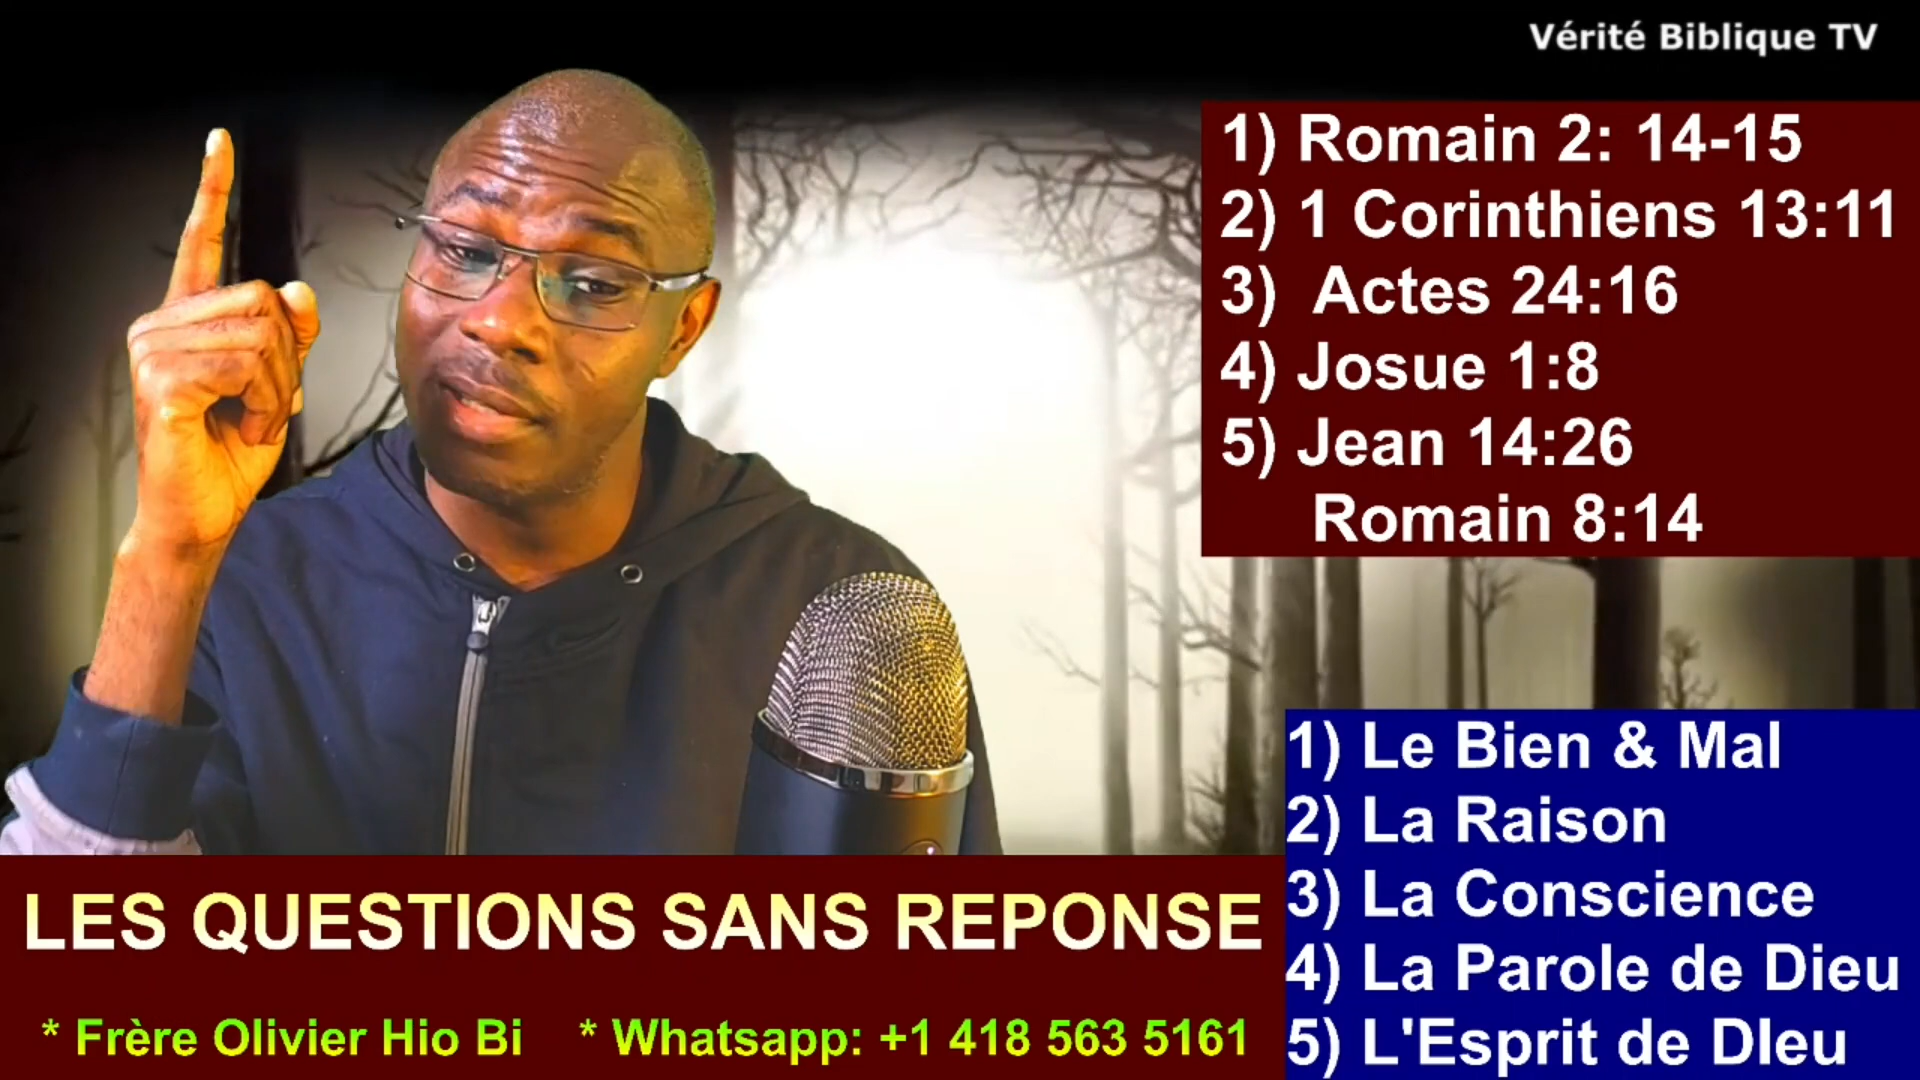 Vérité Biblique TV
1) Romain 2: 14-15
2) 1 Corinthiens 13:11
3) Actes 24:16
4) Josue 1:8
5) Jean 14:26
Romain 8:14
1) Le Bien & Mal
2) La Raison
3) La Conscience
4) La Parole de Dieu
5) L'Esprit de DIeu
LES QUESTIONS SANS REPONSE
* Frère Olivier Hio Bi * Whatsapp: +1 418 563 5161